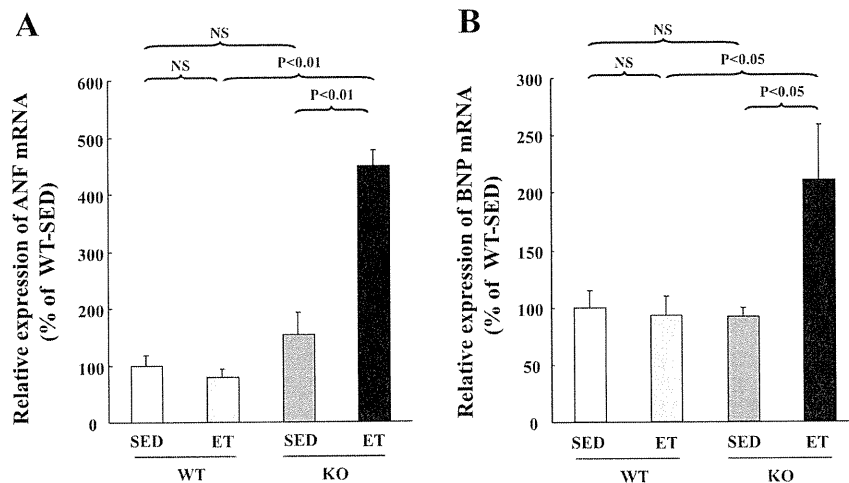 A
NS
NS
P<0.01
P<0.01
Relative expression of ANF mRNA
(% of WT-SED)
600
500
400
300
200
100
0
SED
ET
SED
ET
WT
KO
B
NS
NS
P<0.05
P<0.05
Relative expression of BNP mRNA
(% of WT-SED)
300
250
200
150
100
50
0
SED
ET
SED
ET
WT
KO